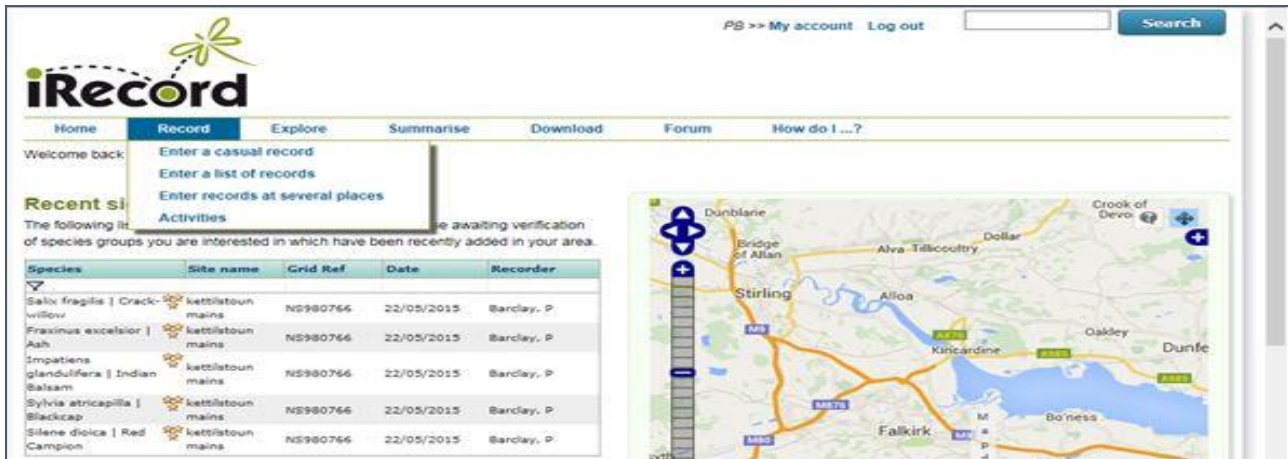 PB >> My account Log out Search
iRecord
Home Record Explore Summarise Download Forum How do I ...?
Welcome back
Enter a casual record
Enter a list of records
Enter records at several places
Activities
Recent si
The following li e awaiting verification
of species groups you are interested in which have been recently added in your area.
Species Site name Grid Ref Date Recorder
Salix fragilis | Crack-willow kettilstoun mains NS980766 22/05/2015 Barclay, P
Fraxinus excelsior | Ash kettilstoun mains NS980766 22/05/2015 Barclay, P
Impatiens glandulifera | Indian Balsam kettilstoun mains NS980766 22/05/2015 Barclay, P
Sylvia atricapilla | Blackcap kettilstoun mains NS980766 22/05/2015 Barclay, P
Silene dioica | Red Campion kettilstoun mains NS980766 22/05/2015 Barclay, P
Dunblane
Crook of
Devo
Bridge
of Allan
Alva Tillicoultry
Dollar
Stirling
Alloa
M9
A876
Kincardine
A985
Oakley
Dunfe
A985
M876
Falkirk
M9
Bo'ness
M80
M
a
p